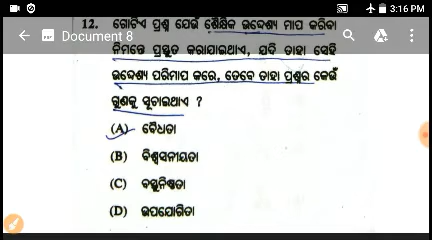 3:16 PM
Document 8
12. ଗୋଟିଏ ପ୍ରଶ୍ନ ଯେଉଁ ଶୈକ୍ଷିକ ଉଦ୍ଦେଶ୍ୟ ମାପ କରିବା
ନିମନ୍ତେ ପ୍ରସ୍ତୁତ କରାଯାଇଥାଏ, ଯଦି ତାହା ସେହି
ଉଦ୍ଦେଶ୍ୟ ପରିମାପ କରେ, ତେବେ ତାହା ପ୍ରଶ୍ନର କେଉଁ
ଗୁଣକୁ ସୂଚାଇଥାଏ ?
(A) ବୈଧତା
(B) ବିଶ୍ୱସନୀୟତା
(C) ବସ୍ତୁନିଷ୍ଠତା
(D) ଉପଯୋଗିତା